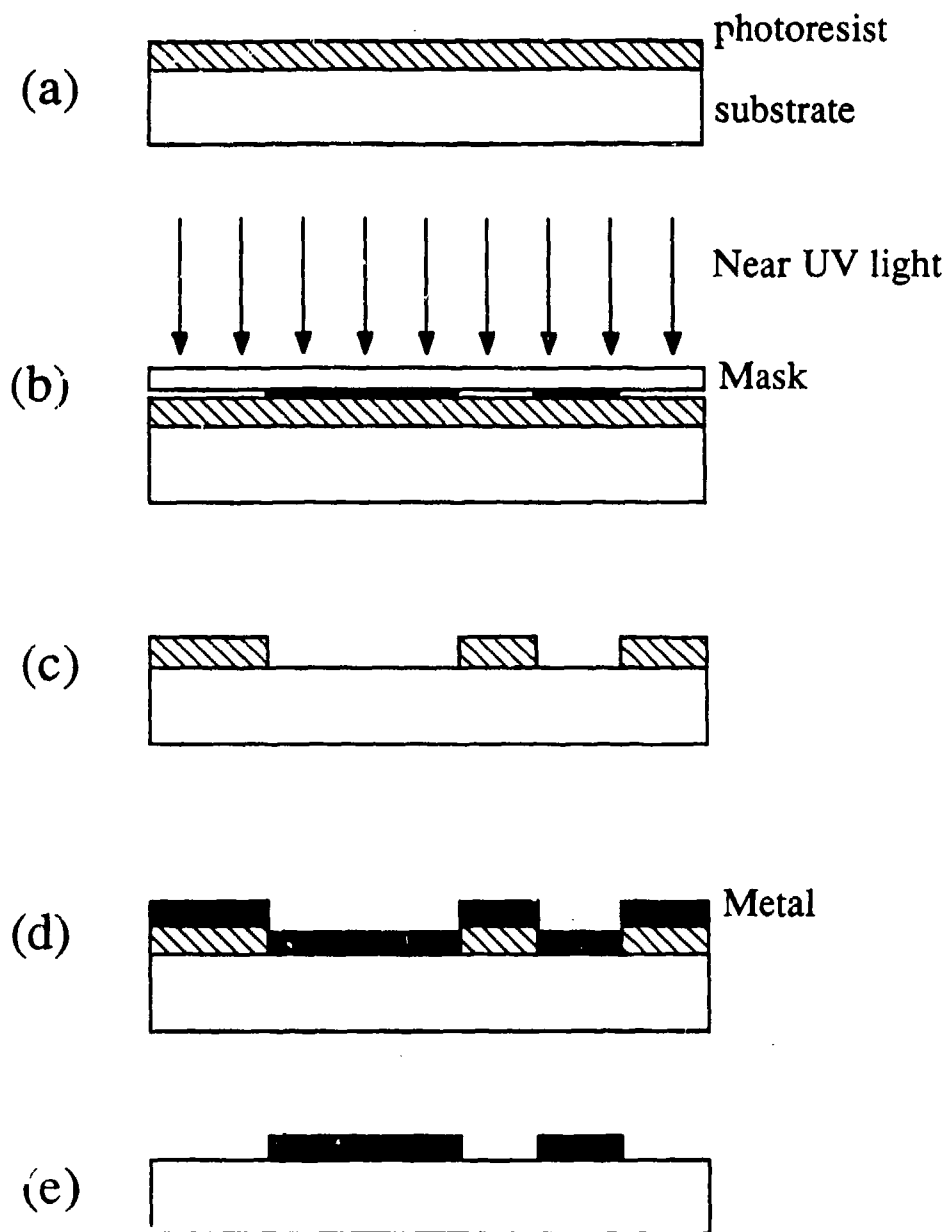 photoresist
(a)
substrate
Near UV light
(b)
Mask
(c)
Metal
(d)
(e)